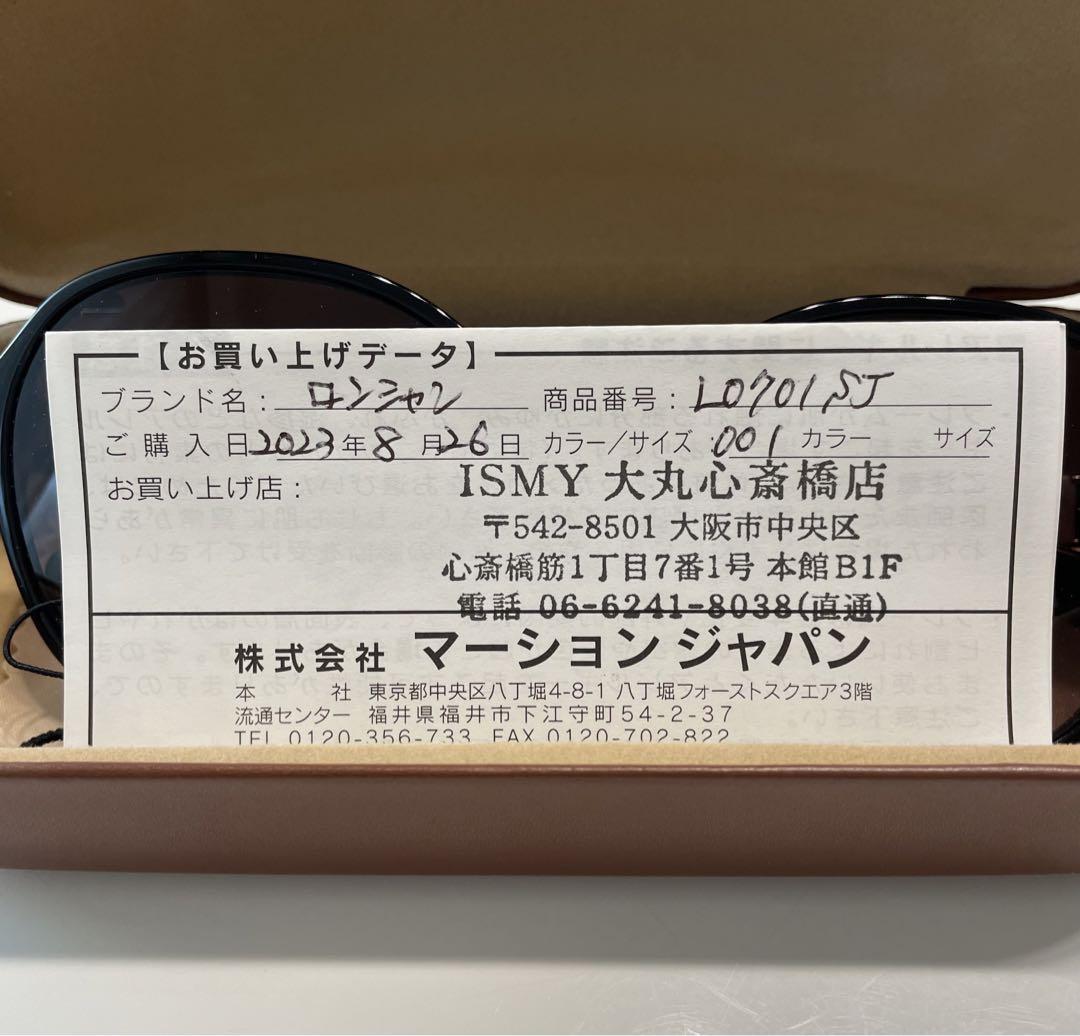 【お買い上げデータ】
ブランド名: ロンシャン 商品番号: LO701SJ
ご購入日2023年8月26日 カラー/サイズ:001 カラー サイズ
お買い上げ店: ISMY 大丸心斎橋店
〒542-8501 大阪市中央区
心斎橋筋1丁目7番1号 本館B1F
電話 06-6241-8038(直通)
株式会社 マーションジャパン
本 社 東京都中央区八丁堀4-8-1 八丁堀フォーストスクエア3階
流通センター 福井県福井市下江守町54-2-37
TEL 0120-356-733 FAX 0120-702-822